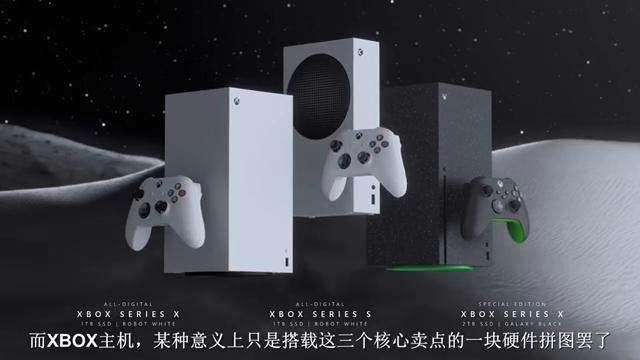 ALL-DIGITAL
XBOX SERIES X
1TB SSD | ROBOT WHITE
ALL-DIGITAL
XBOX SERIES S
1TB SSD | ROBOT WHITE
SPECIAL EDITION
XBOX SERIES X
2TB SSD | GALAXY BLACK
而XBOX主机，某种意义上只是搭载这三个核心卖点的一块硬件拼图罢了